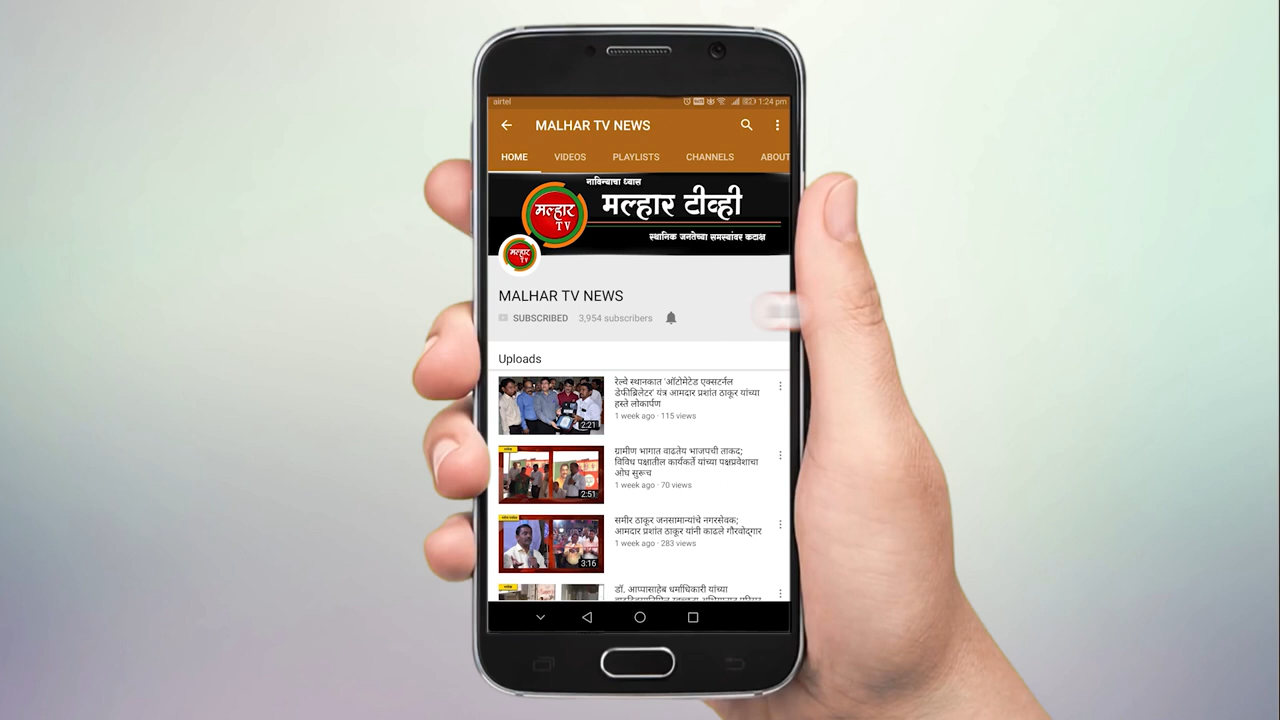 airtel 1:24 pm
MALHAR TV NEWS
HOME VIDEOS PLAYLISTS CHANNELS ABOUT
नाविन्याचा ध्यास
मल्हार टीव्ही
स्थानिक जनतेच्या समस्यांवर कटाक्ष
मल्हार
TV
मल्हार
TV
MALHAR TV NEWS
SUBSCRIBED 3,954 subscribers
Uploads
रेल्वे स्थानकात 'ऑटोमेटेड एक्सटर्नल
डेफीब्रिलेटर' यंत्र आमदार प्रशांत ठाकूर यांच्या
हस्ते लोकार्पण
1 week ago · 115 views
2:21
ग्रामीण भागात वाढतेय भाजपची ताकद;
विविध पक्षातील कार्यकर्ते यांच्या पक्षप्रवेशाचा
ओघ सुरूच
1 week ago · 70 views
2:51
समीर ठाकूर जनसामान्यांचे नगरसेवक;
आमदार प्रशांत ठाकूर यांनी काढले गौरवोद्गार
1 week ago · 283 views
3:16
डॉ. आप्पासाहेब धर्माधिकारी यांच्या